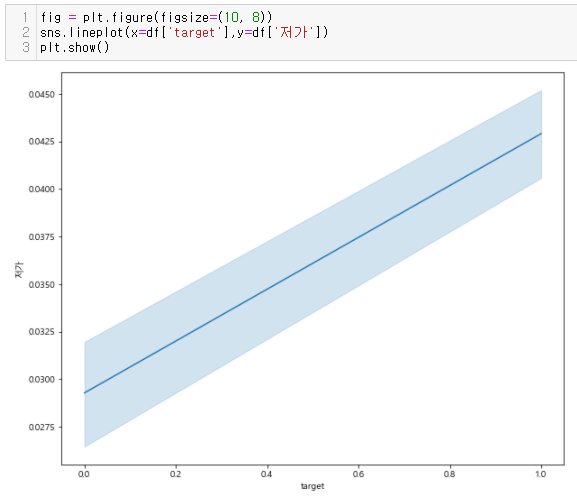 1 fig = plt.figure(figsize=(10, 8))
2 sns.lineplot(x=df['target'],y=df['저가'])
3 plt.show()
0.0450
0.0425
0.0400
0.0375
0.0350
0.0325
0.0300
0.0275
저가
0.0 0.2 0.4 0.6 0.8 1.0
target